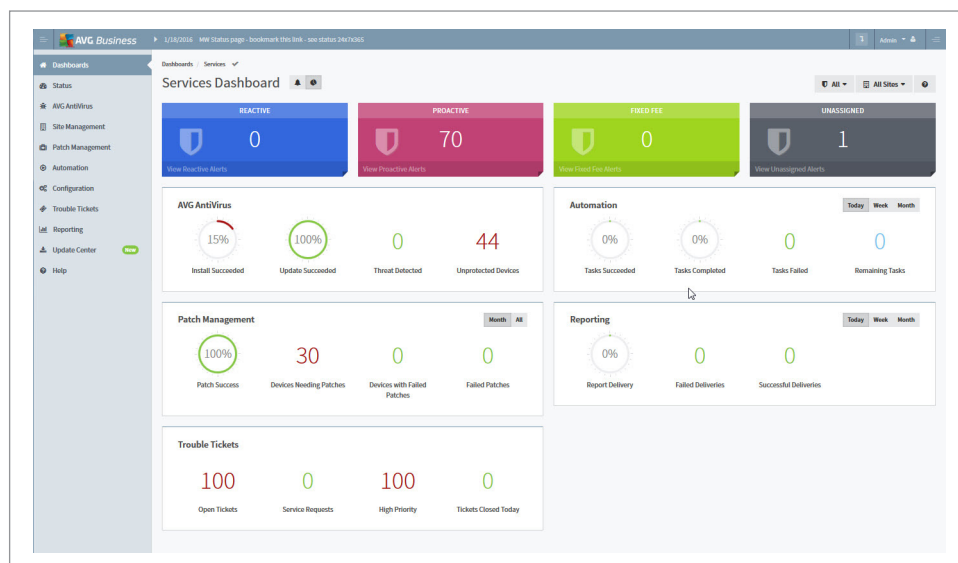 AVG Business
1/18/2016 MW Status page - bookmark this link - see status 24x7x365
Admin
Dashboards
Status
AVG AntiVirus
Site Management
Patch Management
Automation
Configuration
Trouble Tickets
Reporting
Update Center New
Help
Dashboards / Services
Services Dashboard
All
All Sites
REACTIVE
0
View Reactive Alerts
PROACTIVE
70
View Proactive Alerts
FIXED FEE
0
View Fixed Fee Alerts
UNASSIGNED
1
View Unassigned Alerts
AVG AntiVirus
15% 100% 0 44
Install Succeeded Update Succeeded Threat Detected Unprotected Devices
Automation
Today Week Month
0% 0% 0 0
Tasks Succeeded Tasks Completed Tasks Failed Remaining Tasks
Patch Management
Month All
100% 30 0 0
Patch Success Devices Needing Patches Devices with Failed Patches Failed Patches
Reporting
Today Week Month
0% 0 0
Report Delivery Failed Deliveries Successful Deliveries
Trouble Tickets
100 0 100 0
Open Tickets Service Requests High Priority Tickets Closed Today